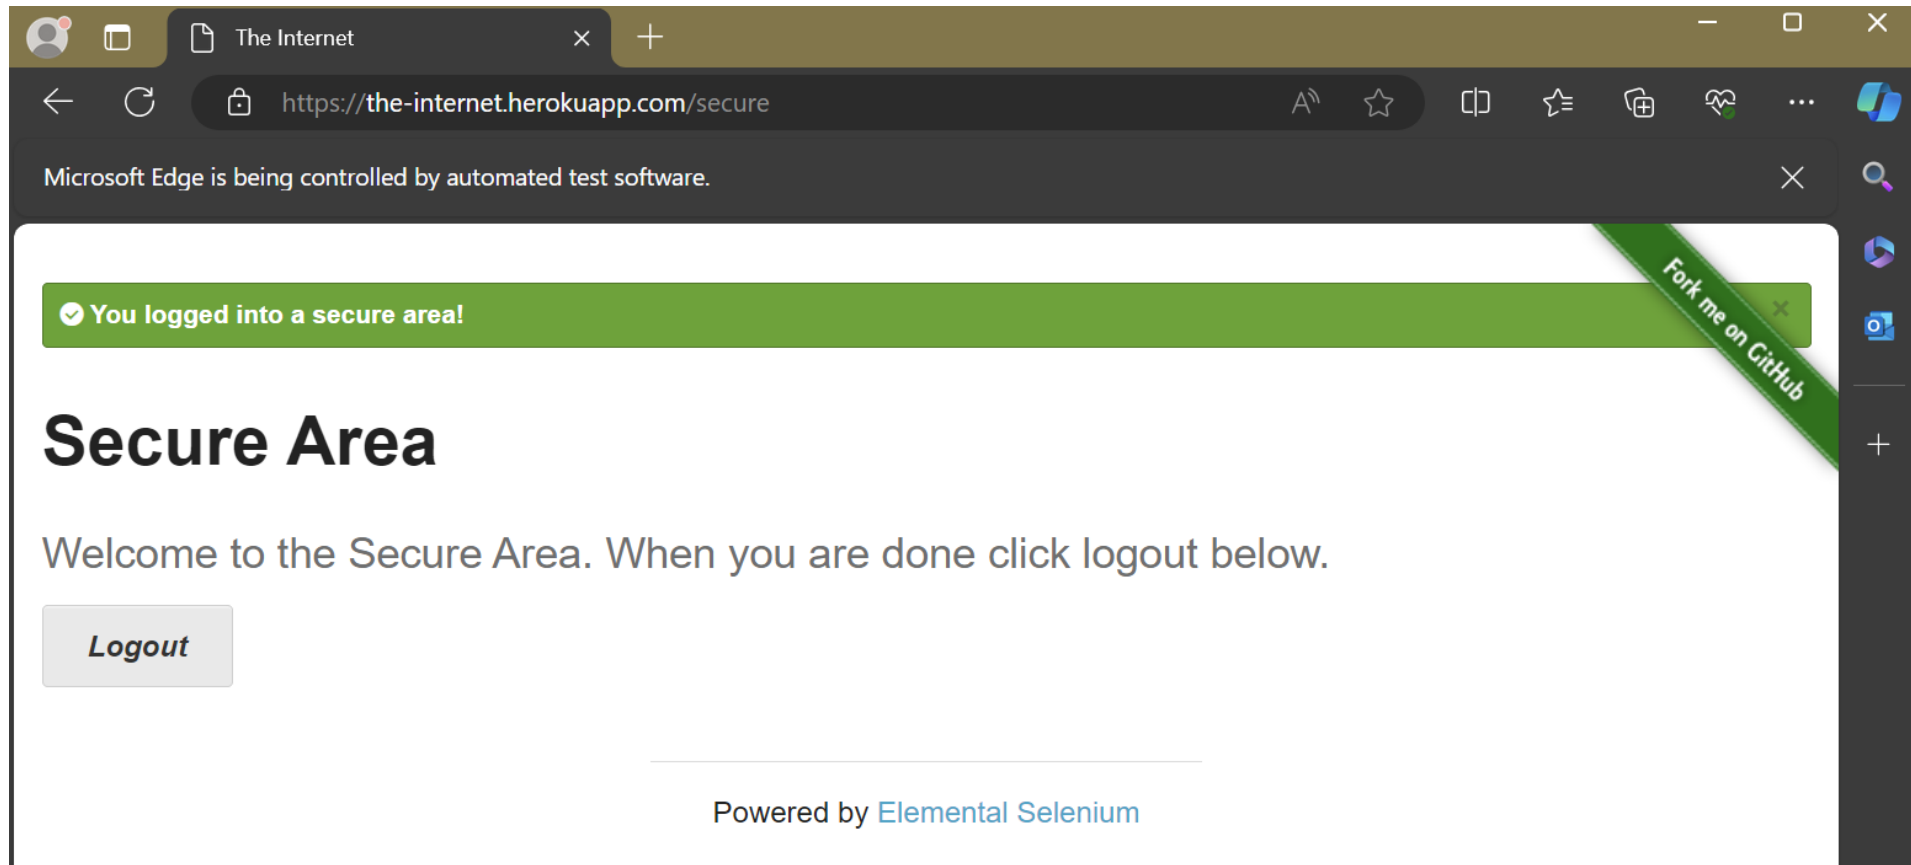 The Internet
https://the-internet.herokuapp.com/secure
Microsoft Edge is being controlled by automated test software.
Fork me on GitHub
You logged into a secure area!
Secure Area
Welcome to the Secure Area. When you are done click logout below.
Logout
Powered by Elemental Selenium